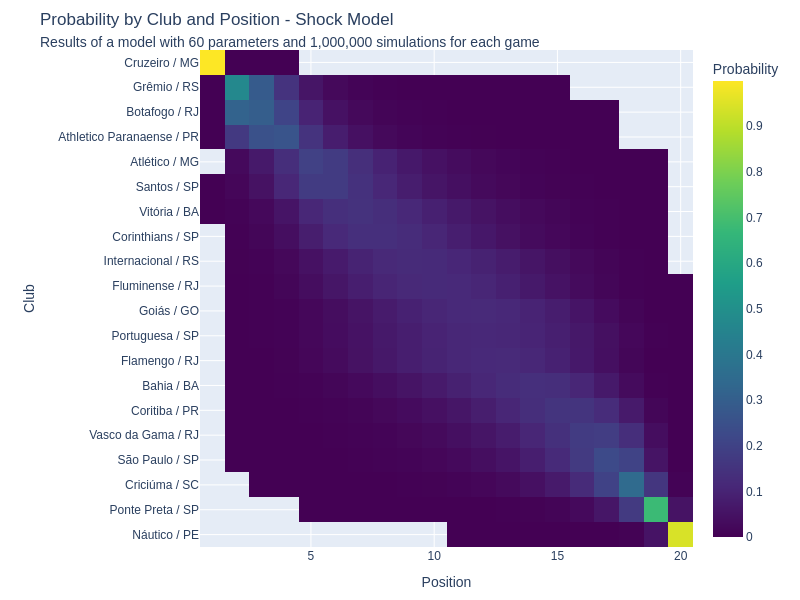 Probability by Club and Position - Shock Model
Results of a model with 60 parameters and 1,000,000 simulations for each game
Probability
Club
Cruzeiro / MG
Grêmio / RS
Botafogo / RJ
Athletico Paranaense / PR
Atlético / MG
Santos / SP
Vitória / BA
Corinthians / SP
Internacional / RS
Fluminense / RJ
Goiás / GO
Portuguesa / SP
Flamengo / RJ
Bahia / BA
Coritiba / PR
Vasco da Gama / RJ
São Paulo / SP
Criciúma / SC
Ponte Preta / SP
Náutico / PE
5 10 15 20
Position
0.9
0.8
0.7
0.6
0.5
0.4
0.3
0.2
0.1
0